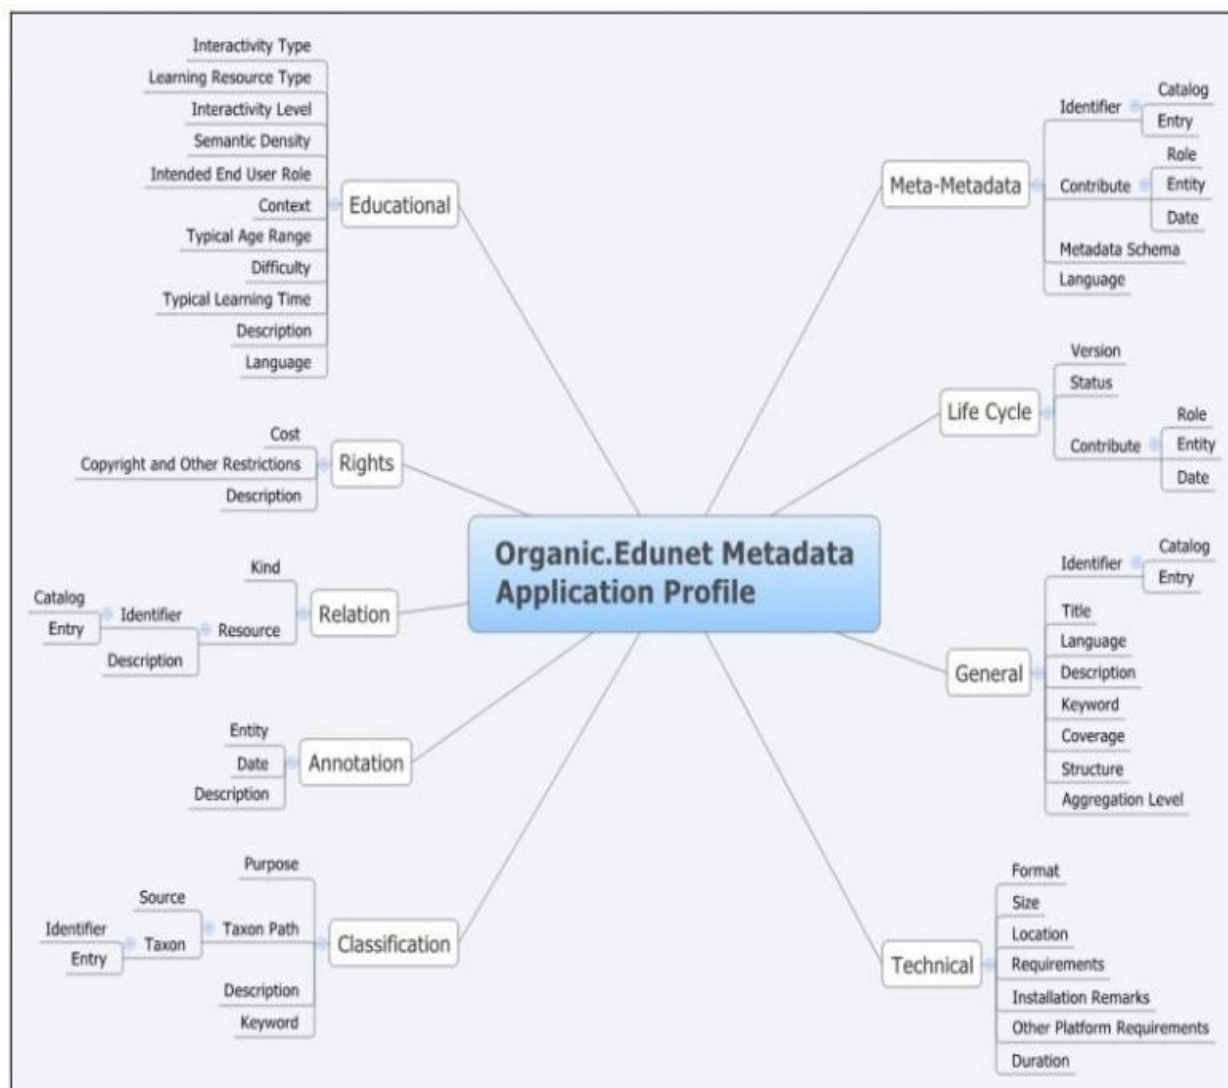 Organic.Edunet Metadata
Application Profile
Educational
Interactivity Type
Learning Resource Type
Interactivity Level
Semantic Density
Intended End User Role
Context
Typical Age Range
Difficulty
Typical Learning Time
Description
Language
Rights
Cost
Copyright and Other Restrictions
Description
Relation
Kind
Resource
Identifier
Catalog
Entry
Description
Annotation
Entity
Date
Description
Classification
Purpose
Taxon Path
Source
Taxon
Identifier
Entry
Description
Keyword
Meta-Metadata
Identifier
Catalog
Entry
Contribute
Role
Entity
Date
Metadata Schema
Language
Life Cycle
Version
Status
Contribute
Role
Entity
Date
General
Identifier
Catalog
Entry
Title
Language
Description
Keyword
Coverage
Structure
Aggregation Level
Technical
Format
Size
Location
Requirements
Installation Remarks
Other Platform Requirements
Duration